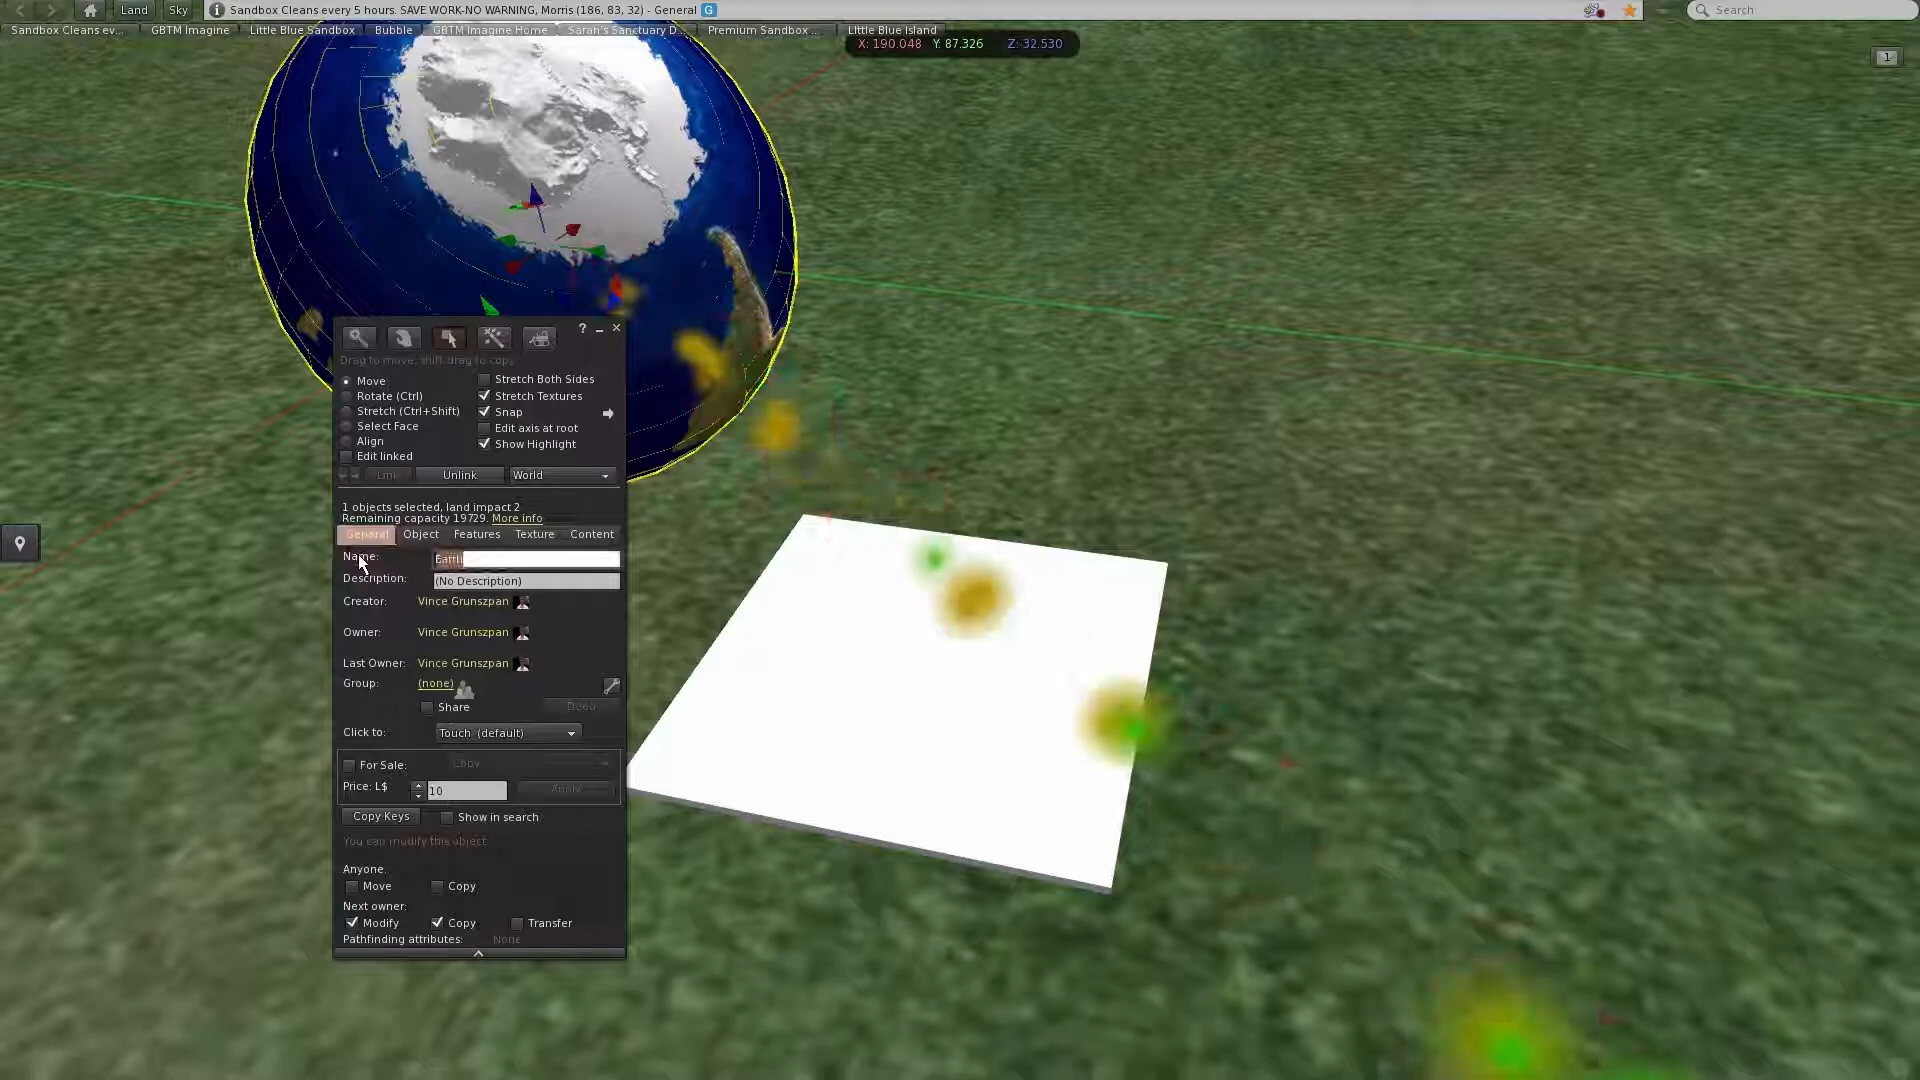 Land Sky Sandbox Cleans every 5 hours. SAVE WORK-NO WARNING, Morris (186, 83, 32) - General G Search
Sandbox Cleans ev... GBTM Imagine Little Blue Sandbox Bubble GBTM Imagine Home Sarah's Sanctuary D... Premium Sandbox ... LIttle Blue Island
X: 190.048 Y: 87.326 Z: 32.530
1
Drag to move, shift-drag to copy
Move
Rotate (Ctrl)
Stretch (Ctrl+Shift)
Select Face
Align
Edit linked
Stretch Both Sides
Stretch Textures
Snap
Edit axis at root
Show Highlight
Link Unlink World
1 objects selected, land impact 2
Remaining capacity 19729. More info
General Object Features Texture Content
Name: Earth
Description: (No Description)
Creator: Vince Grunszpan
Owner: Vince Grunszpan
Last Owner: Vince Grunszpan
Group: (none)
Share Deed
Click to: Touch (default)
For Sale: Copy
Price: L$ 10 Apply
Copy Keys Show in search
You can modify this object
Anyone:
Move Copy
Next owner:
Modify Copy Transfer
Pathfinding attributes: None